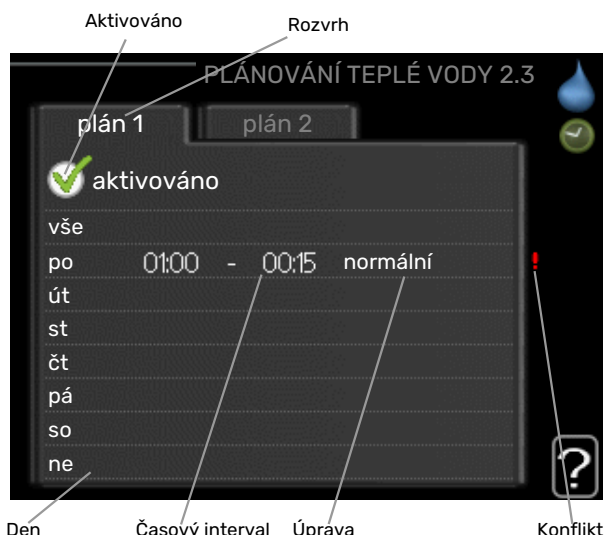 Aktivováno
Rozvrh
PLÁNOVÁNÍ TEPLÉ VODY 2.3
plán 1
plán 2
aktivováno
vše
po 01:00 - 00:15 normální !
út
st
čt
pá
so
ne
?
Den
Časový interval
Úprava
Konflikt